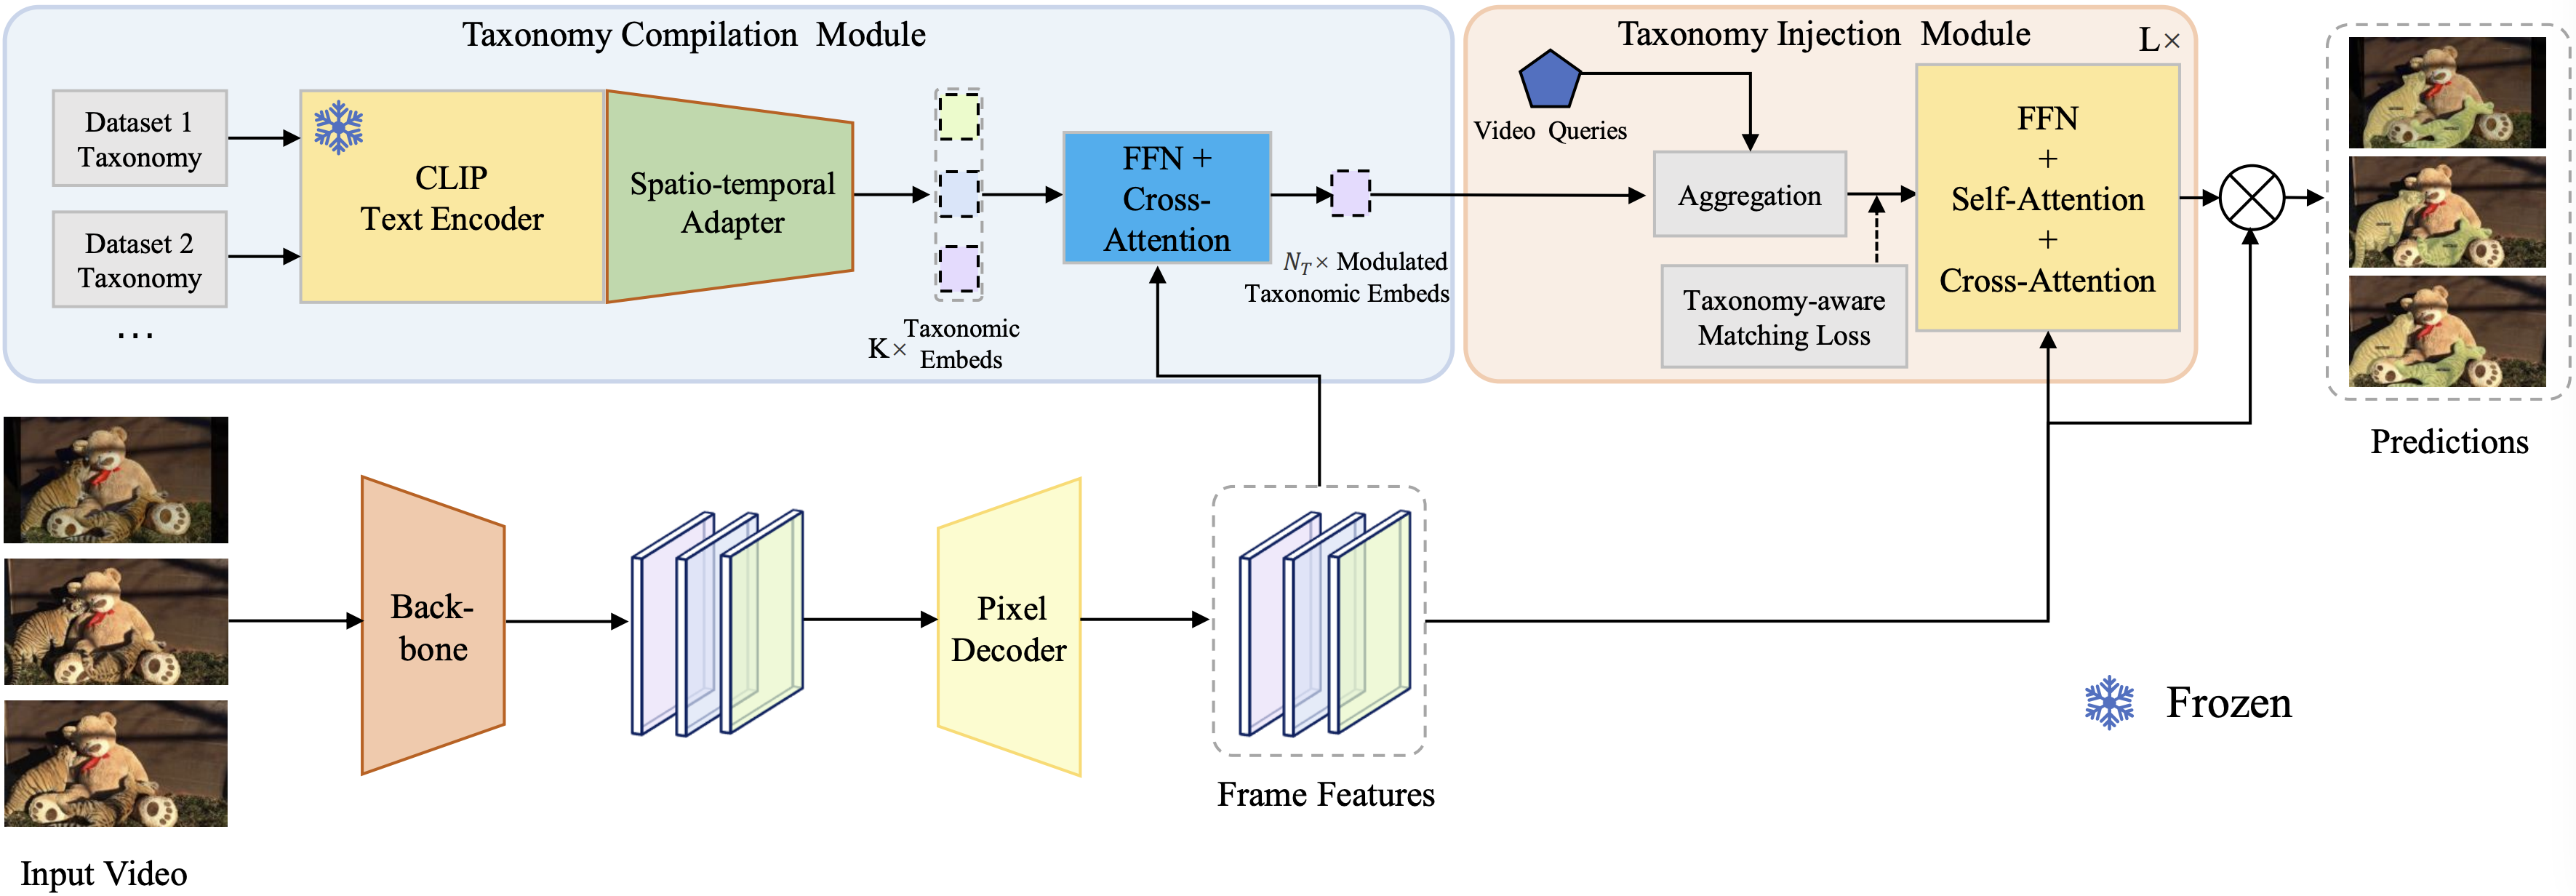 Taxonomy Compilation Module
Dataset 1
Taxonomy
Dataset 2
Taxonomy
...
CLIP
Text Encoder
Spatio-temporal
Adapter
K× Taxonomic
Embeds
FFN +
Cross-
Attention
N_T× Modulated
Taxonomic Embeds
Taxonomy Injection Module
L×
Video Queries
Aggregation
Taxonomy-aware
Matching Loss
FFN
+
Self-Attention
+
Cross-Attention
Predictions
Input Video
Back-
bone
Pixel
Decoder
Frame Features
Frozen